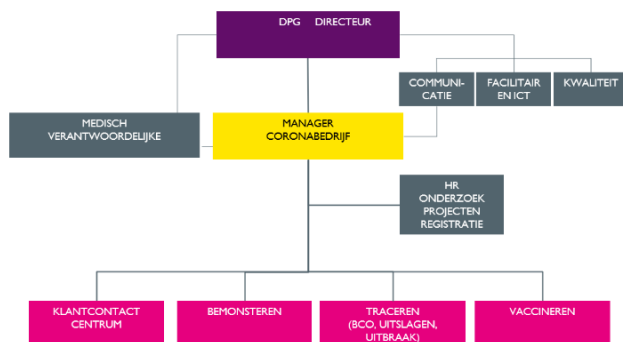 DPG DIRECTEUR
COMMUNI-
CATIE
FACILITAIR
EN ICT
KWALITEIT
MEDISCH
VERANTWOORDELIJKE
MANAGER
CORONABEDRIJF
HR
ONDERZOEK
PROJECTEN
REGISTRATIE
KLANTCONTACT
CENTRUM
BEMONSTEREN
TRACEREN
(BCO, UITSLAGEN,
UITBRAAK)
VACCINEREN